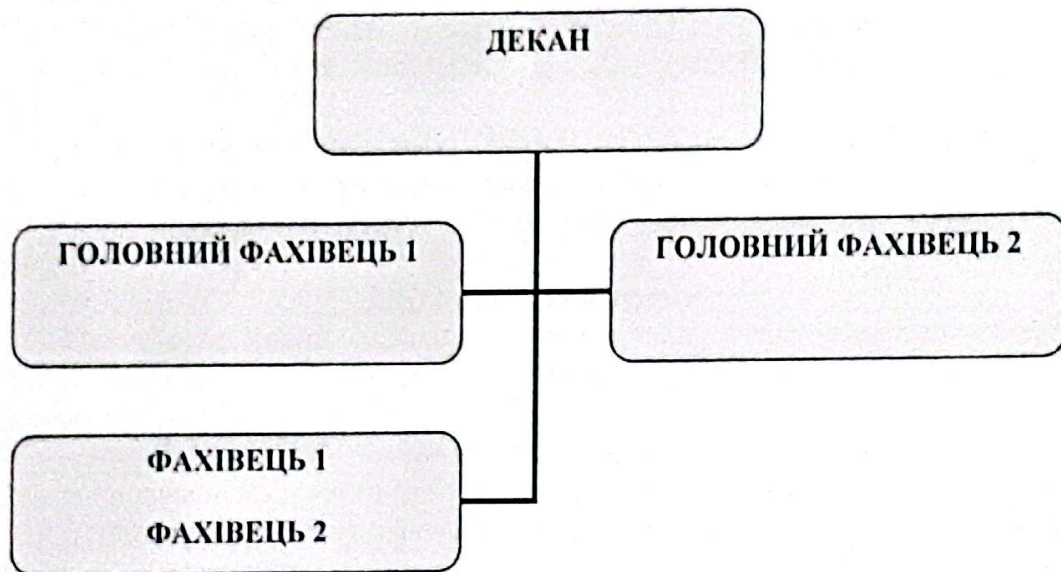 ДЕКАН
ГОЛОВНИЙ ФАХІВЕЦЬ 1
ГОЛОВНИЙ ФАХІВЕЦЬ 2
ФАХІВЕЦЬ 1
ФАХІВЕЦЬ 2